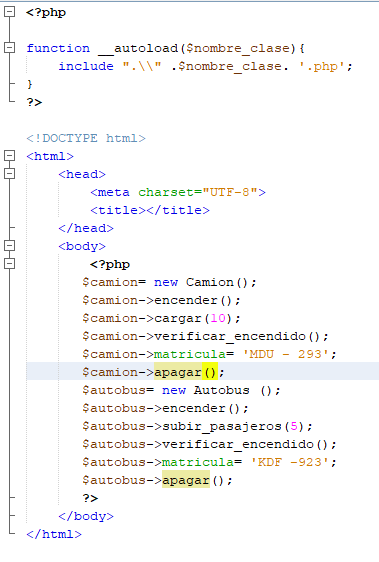 <?php
function __autoload($nombre_clase){
include ".\\" .$nombre_clase. '.php';
}
?>
<!DOCTYPE html>
<html>
<head>
<meta charset="UTF-8">
<title></title>
</head>
<body>
<?php
$camion= new Camion();
$camion->encender();
$camion->cargar(10);
$camion->verificar_encendido();
$camion->matricula= 'MDU - 293';
$camion->apagar();
$autobus= new Autobus ();
$autobus->encender();
$autobus->subir_pasajeros(5);
$autobus->verificar_encendido();
$autobus->matricula= 'KDF -923';
$autobus->apagar();
?>
</body>
</html>